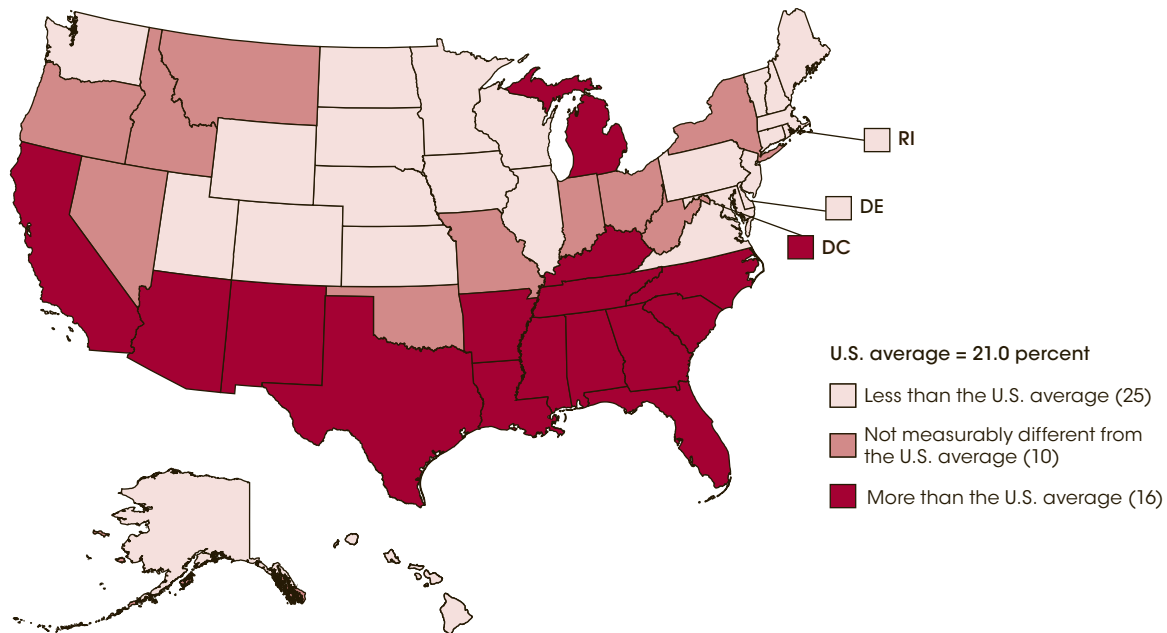 RI
DE
DC
U.S. average = 21.0 percent
Less than the U.S. average (25)
Not measurably different from
the U.S. average (10)
More than the U.S. average (16)